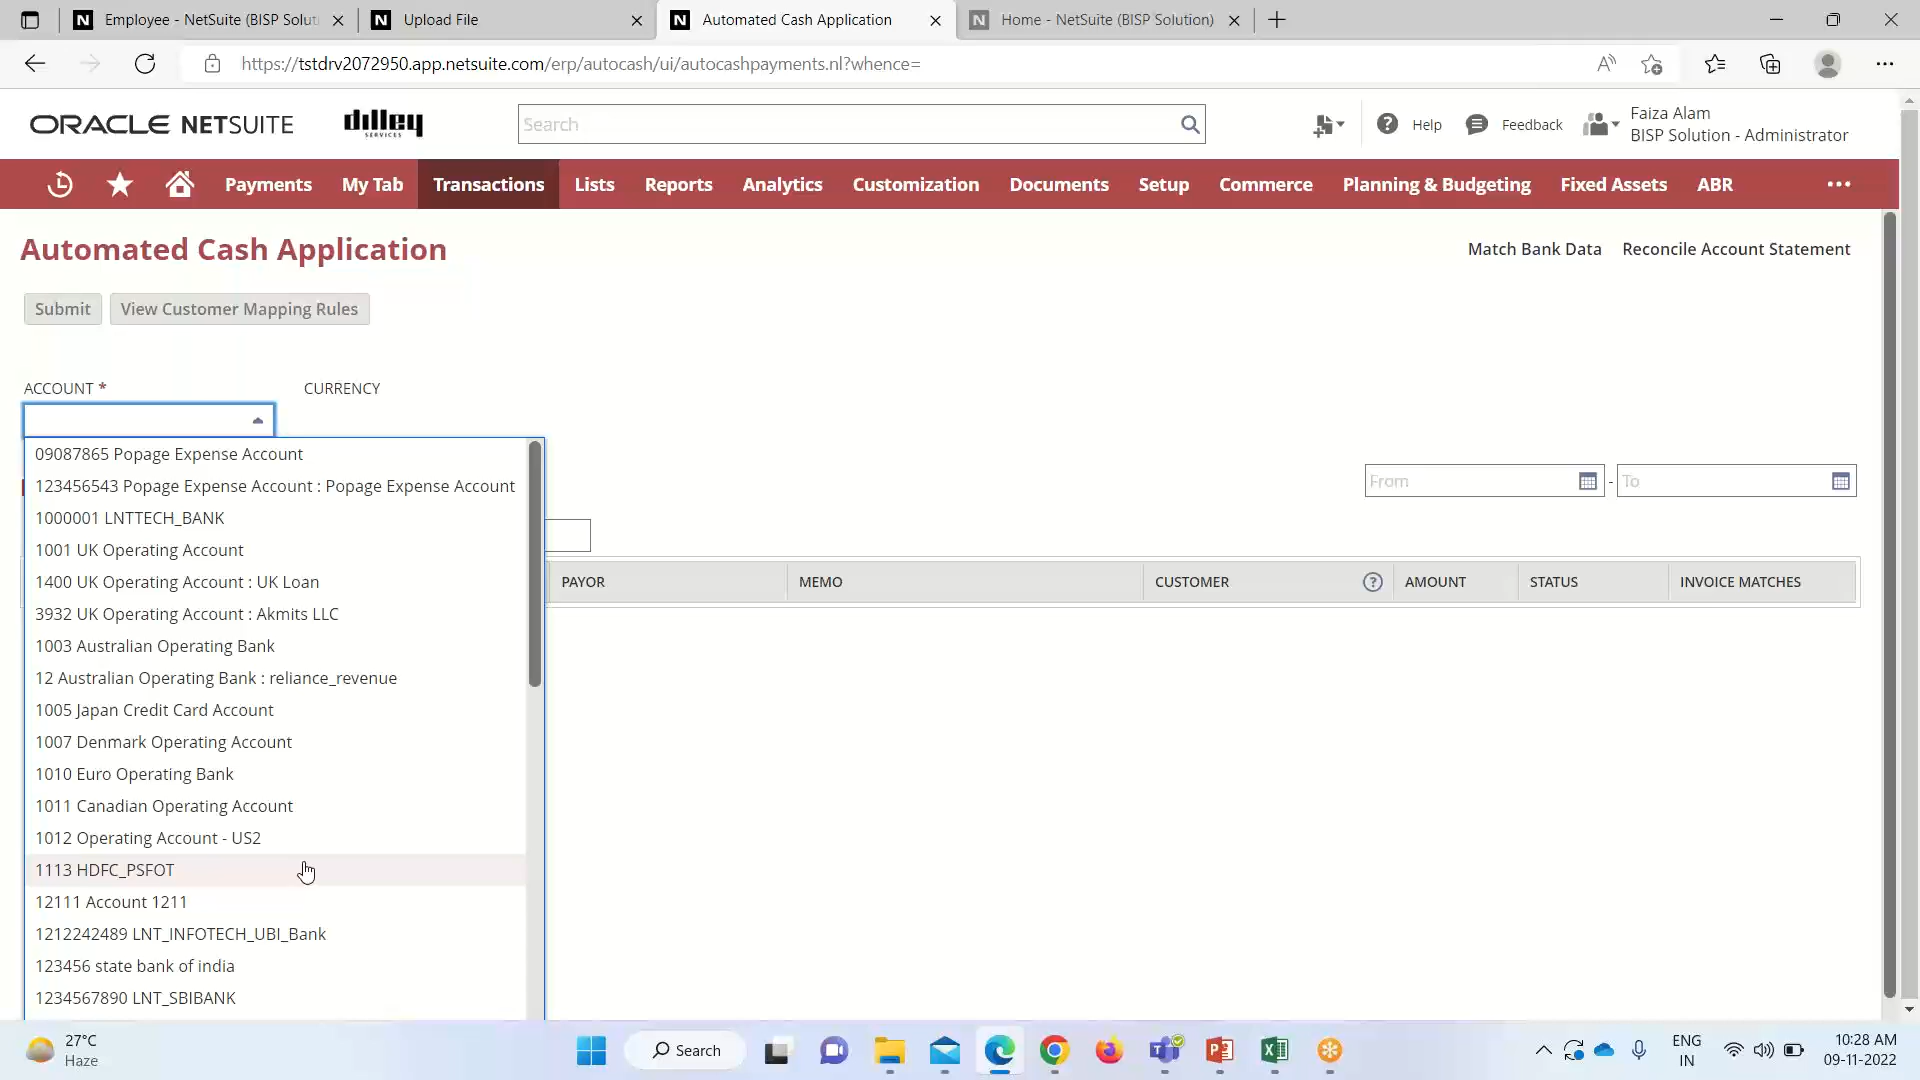 Employee - NetSuite (BISP Solut
Upload File
Automated Cash Application
Home - NetSuite (BISP Solution)
https://tstdrv2072950.app.netsuite.com/erp/autocash/ui/autocashpayments.nl?whence=
ORACLE NETSUITE
dilley
SERVICES
Search
Help
Feedback
Faiza Alam
BISP Solution - Administrator
Payments
My Tab
Transactions
Lists
Reports
Analytics
Customization
Documents
Setup
Commerce
Planning & Budgeting
Fixed Assets
ABR
Automated Cash Application
Match Bank Data
Reconcile Account Statement
Submit
View Customer Mapping Rules
ACCOUNT *
CURRENCY
09087865 Popage Expense Account
123456543 Popage Expense Account : Popage Expense Account
1000001 LNTTECH_BANK
1001 UK Operating Account
1400 UK Operating Account : UK Loan
3932 UK Operating Account : Akmits LLC
1003 Australian Operating Bank
12 Australian Operating Bank : reliance_revenue
1005 Japan Credit Card Account
1007 Denmark Operating Account
1010 Euro Operating Bank
1011 Canadian Operating Account
1012 Operating Account - US2
1113 HDFC_PSFOT
12111 Account 1211
1212242489 LNT_INFOTECH_UBI_Bank
123456 state bank of india
1234567890 LNT_SBIBANK
From
-
To
PAYOR
MEMO
CUSTOMER
AMOUNT
STATUS
INVOICE MATCHES
27°C
Haze
Search
ENG
IN
10:28 AM
09-11-2022